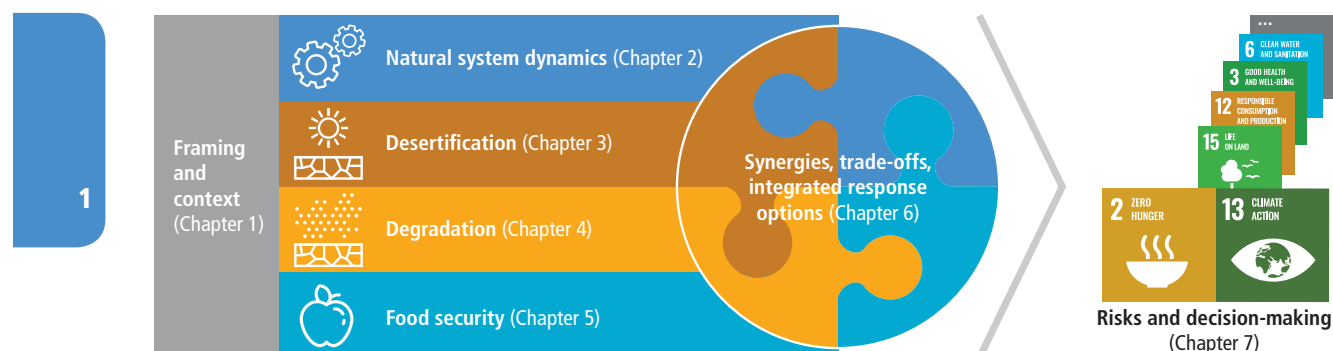 1
Framing
and
context
(Chapter 1)
Natural system dynamics (Chapter 2)
Desertification (Chapter 3)
Degradation (Chapter 4)
Food security (Chapter 5)
Synergies, trade-offs,
integrated response
options (Chapter 6)
...
6 CLEAN WATER
AND SANITATION
3 GOOD HEALTH
AND WELL-BEING
12 RESPONSIBLE
CONSUMPTION
AND PRODUCTION
15 LIFE
ON LAND
2 ZERO
HUNGER
13 CLIMATE
ACTION
Risks and decision-making
(Chapter 7)